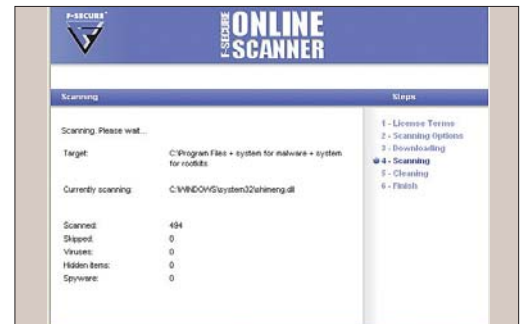 F-SECURE
F-SECURE ONLINE
SCANNER
Scanning
Steps
Scanning. Please wait...
Target: C:\Program Files + system for malware + system
for rootkits
Currently scanning: C:\WINDOWS\system32\shimeng.dll
Scanned: 494
Skipped: 0
Viruses: 0
Hidden items: 0
Spyware: 0
1 - License Terms
2 - Scanning Options
3 - Downloading
4 - Scanning
5 - Cleaning
6 - Finish